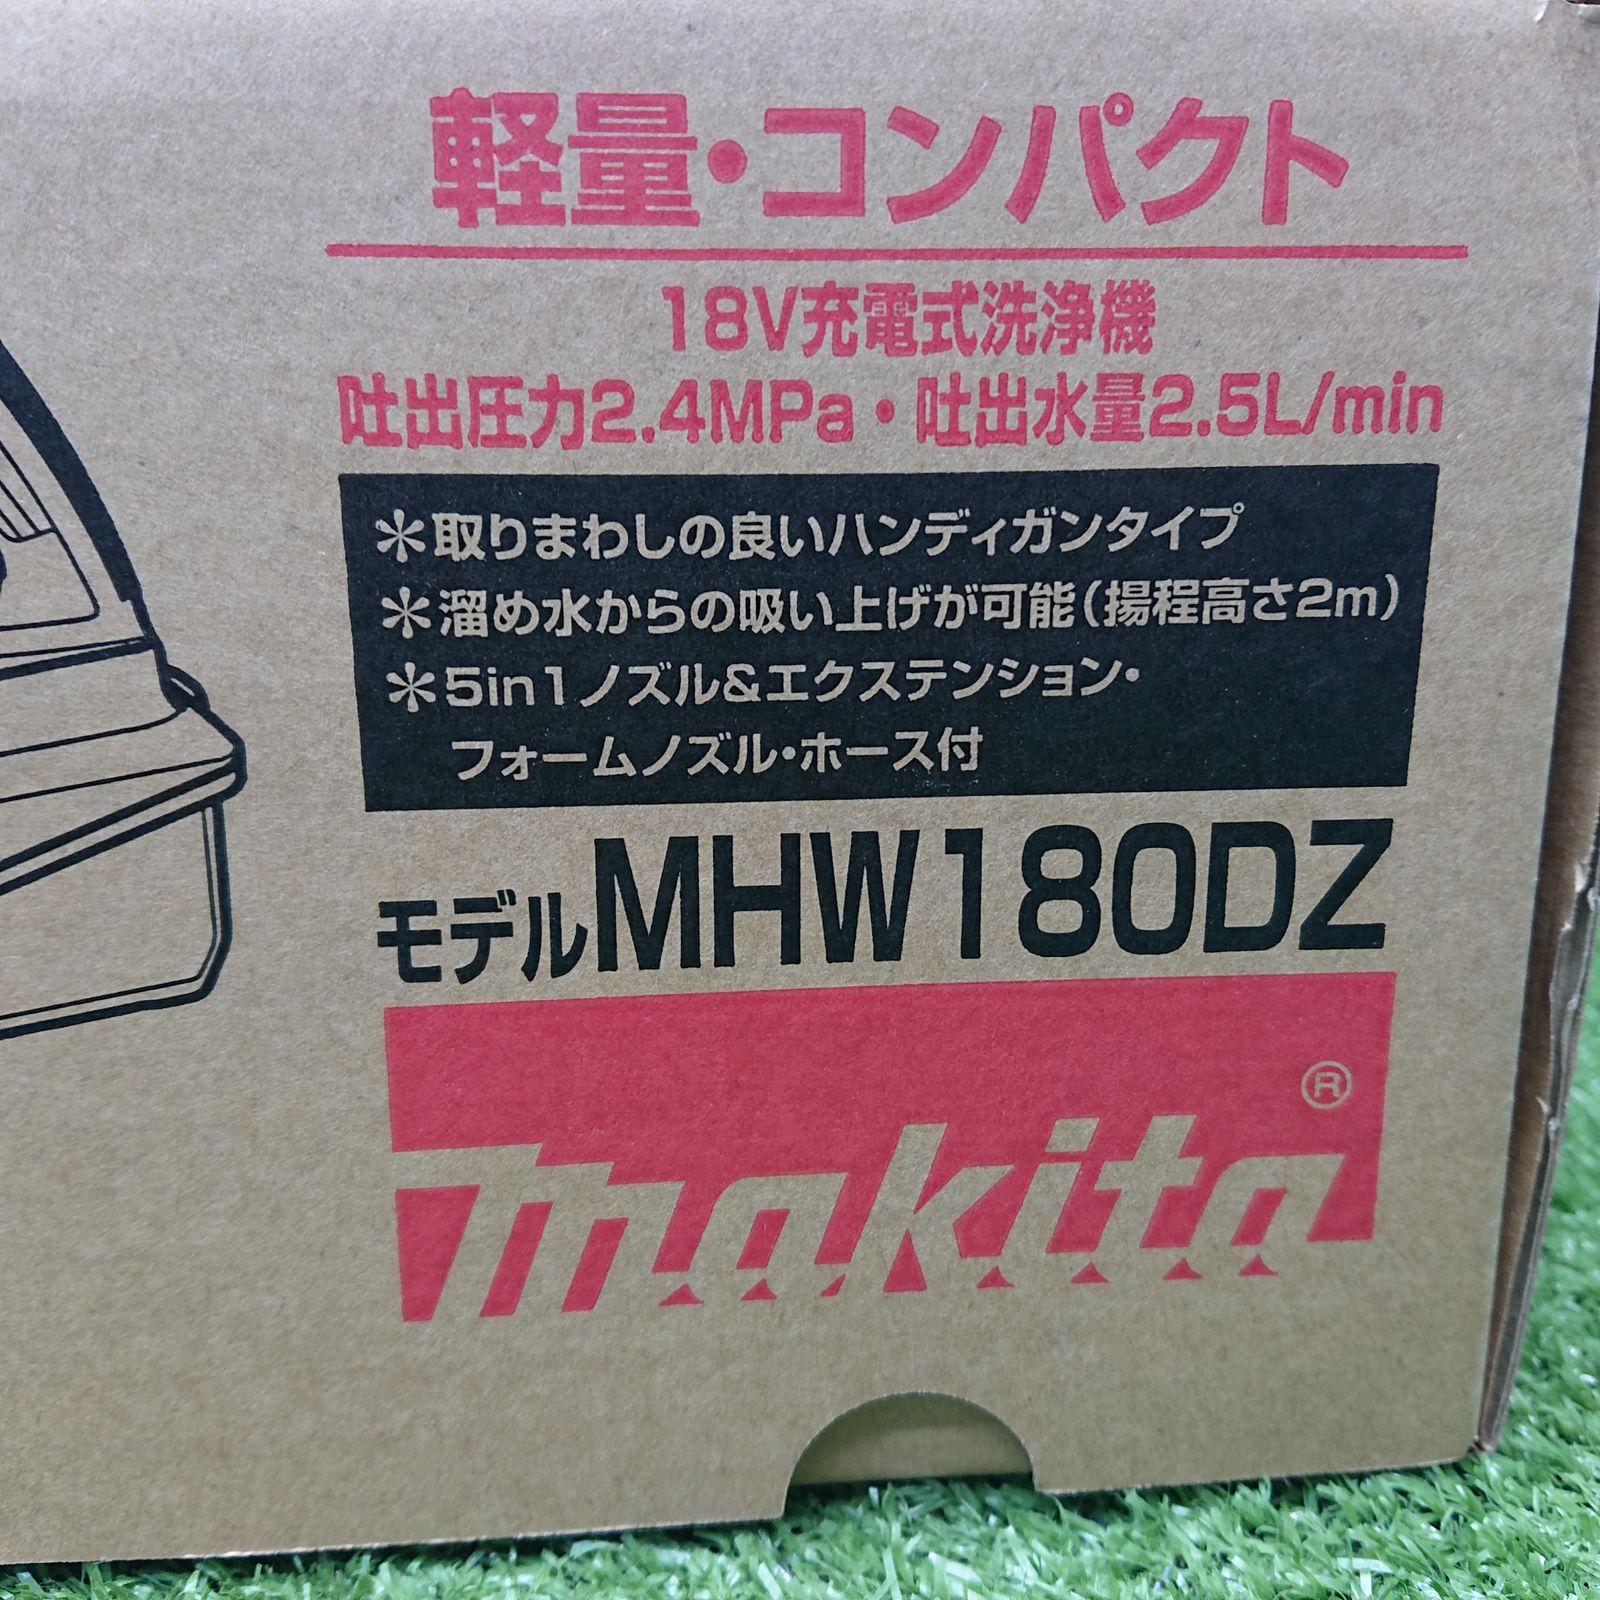 軽量・コンパクト
18V充電式洗浄機
吐出圧力2.4MPa・吐出水量2.5L/min
＊取りまわしの良いハンディガンタイプ
＊溜め水からの吸い上げが可能(揚程高さ2m)
＊5in1ノズル&エクステンション・
フォームノズル・ホース付
モデルMHW180DZ
makita®